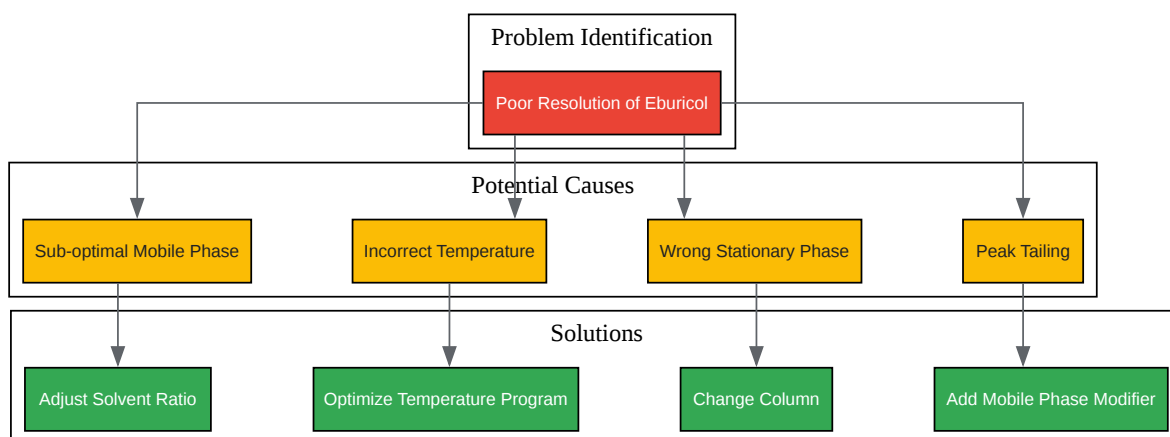 Problem Identification
Poor Resolution of Eburicol
Potential Causes
Sub-optimal Mobile Phase
Incorrect Temperature
Wrong Stationary Phase
Peak Tailing
Solutions
Adjust Solvent Ratio
Optimize Temperature Program
Change Column
Add Mobile Phase Modifier